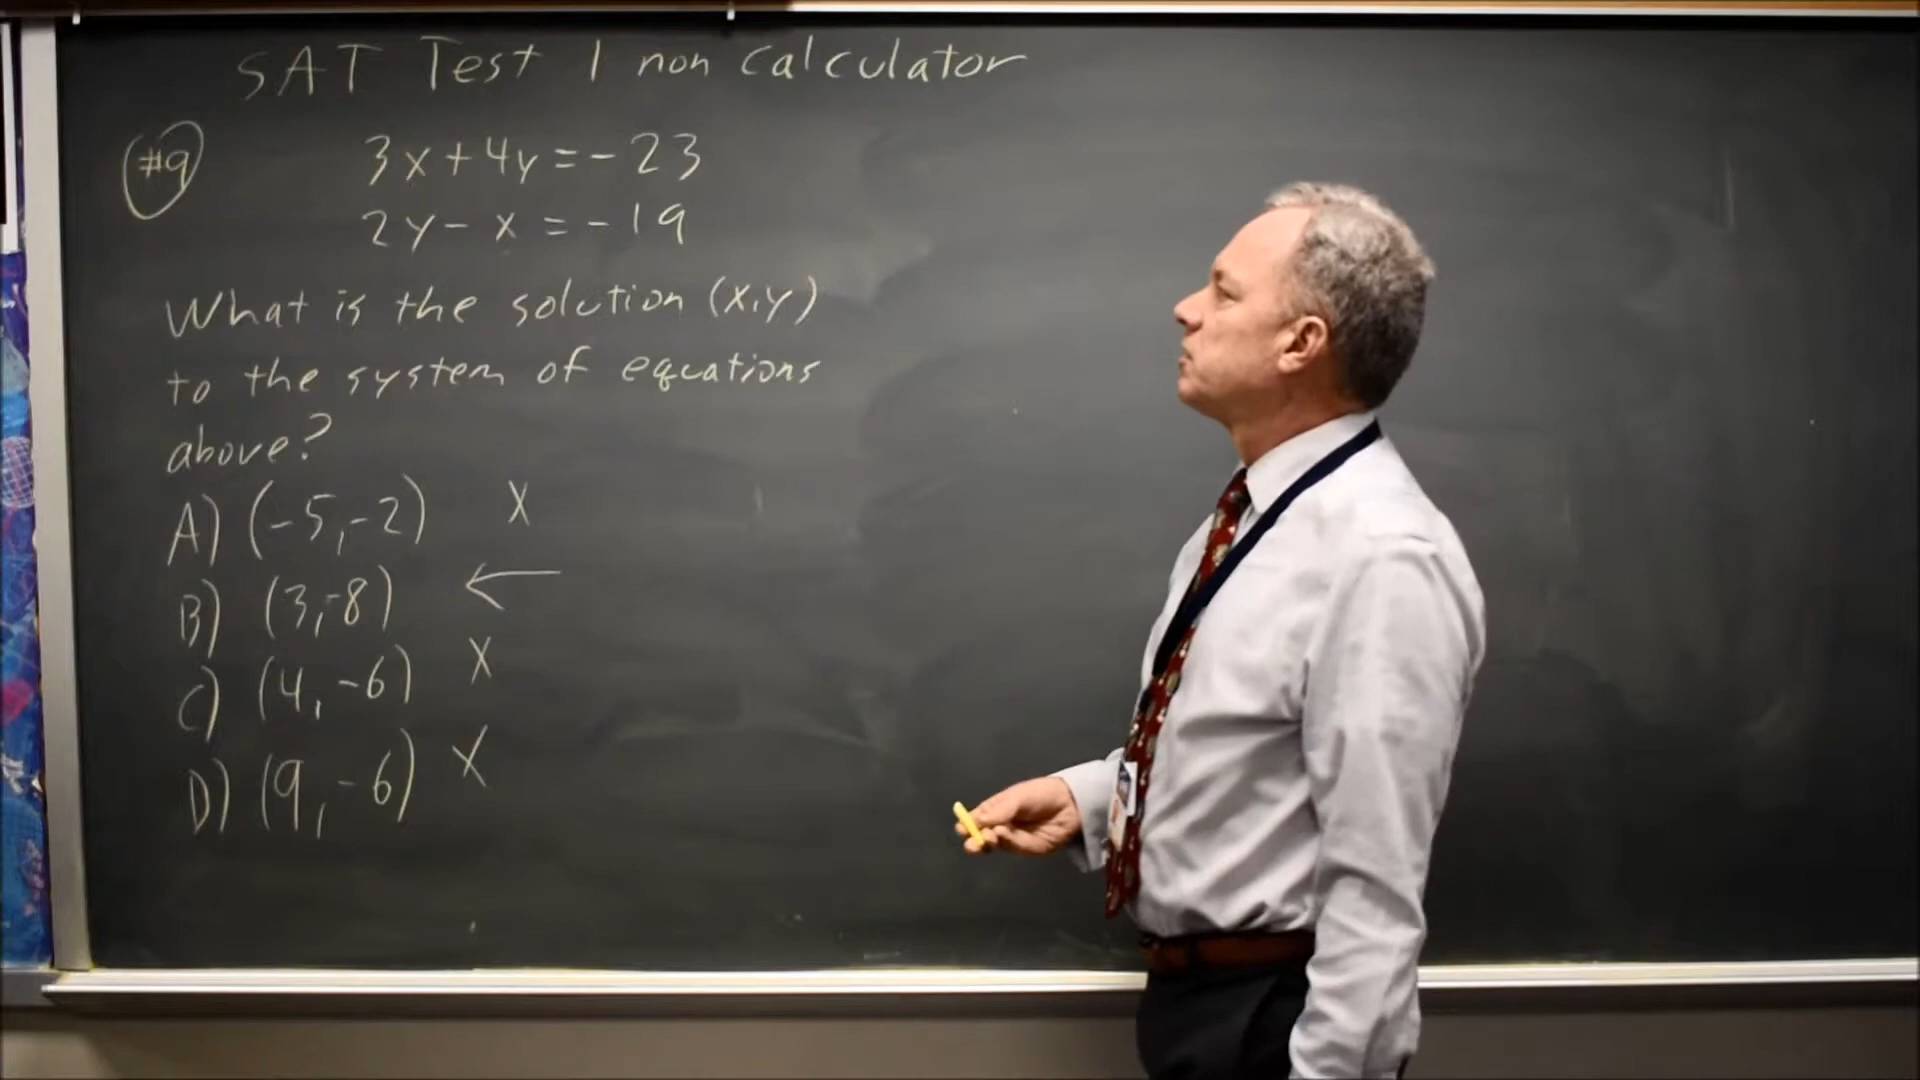 SAT Test 1 non calculator
#9
3x+4y=-23
2y-x=-19
What is the solution (x,y)
to the system of equations
above?
A) (-5,-2) X
B) (3,-8) ←
C) (4,-6) X
D) (9,-6) X